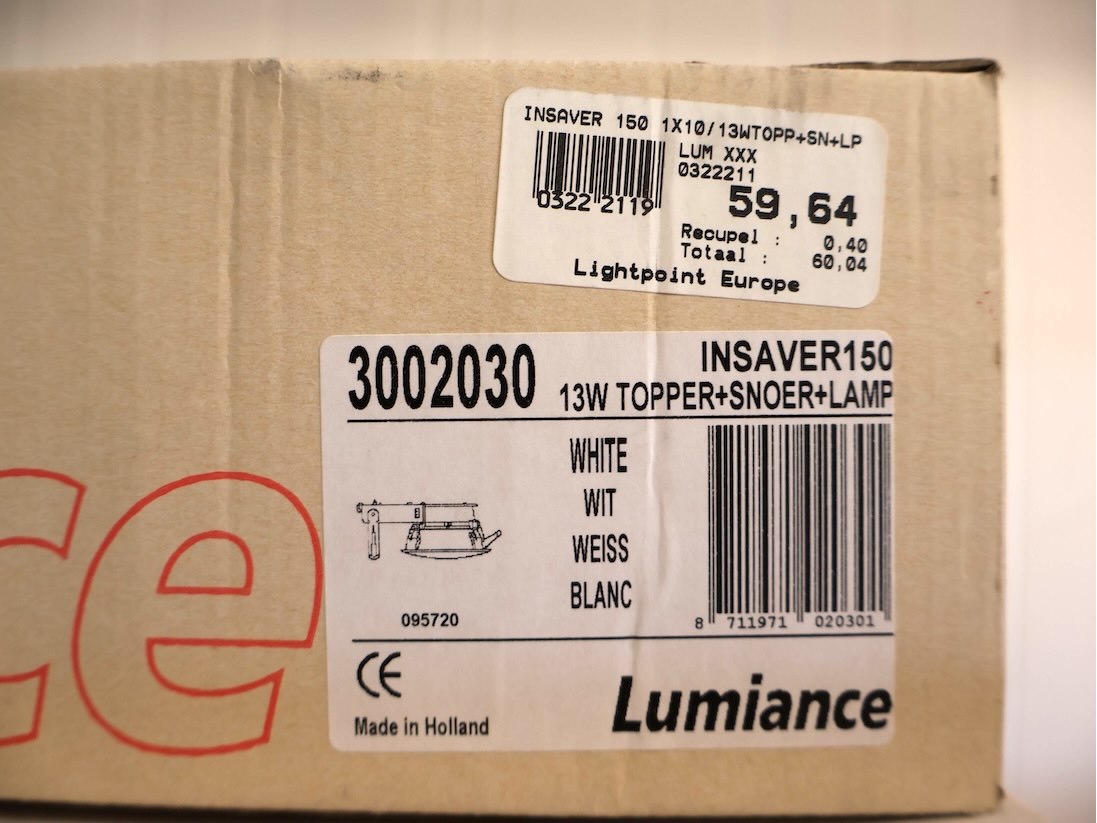 INSAVER 150 1X10/13WTOPP+SN+LP
LUM XXX
0322211
0322 2119
59,64
Recupel : 0,40
Totaal : 60,04
Lightpoint Europe
3002030
INSAVER150
13W TOPPER+SNOER+LAMP
WHITE
WIT
WEISS
BLANC
095720
8 711971 020301
CE
Made in Holland
Lumiance
ce